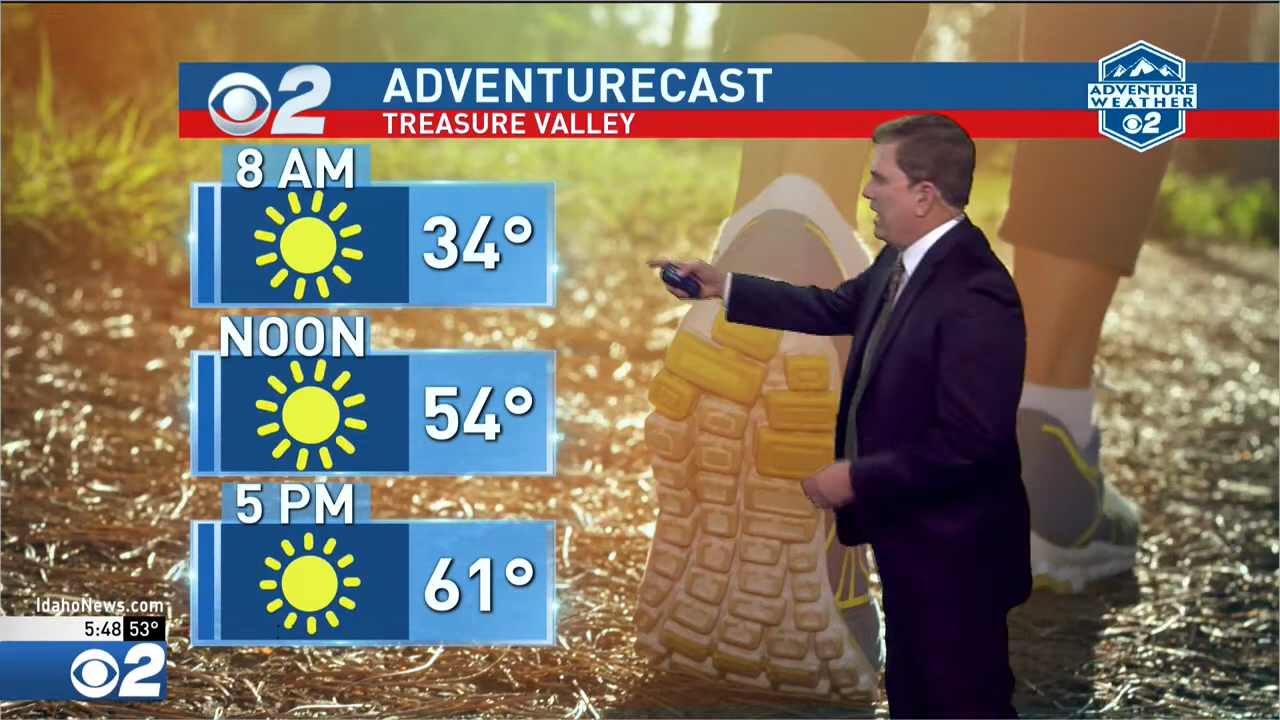 2 ADVENTURECAST
TREASURE VALLEY
ADVENTURE
WEATHER
2
8 AM
34°
NOON
54°
5 PM
61°
IdahoNews.com
5:48 53°
2